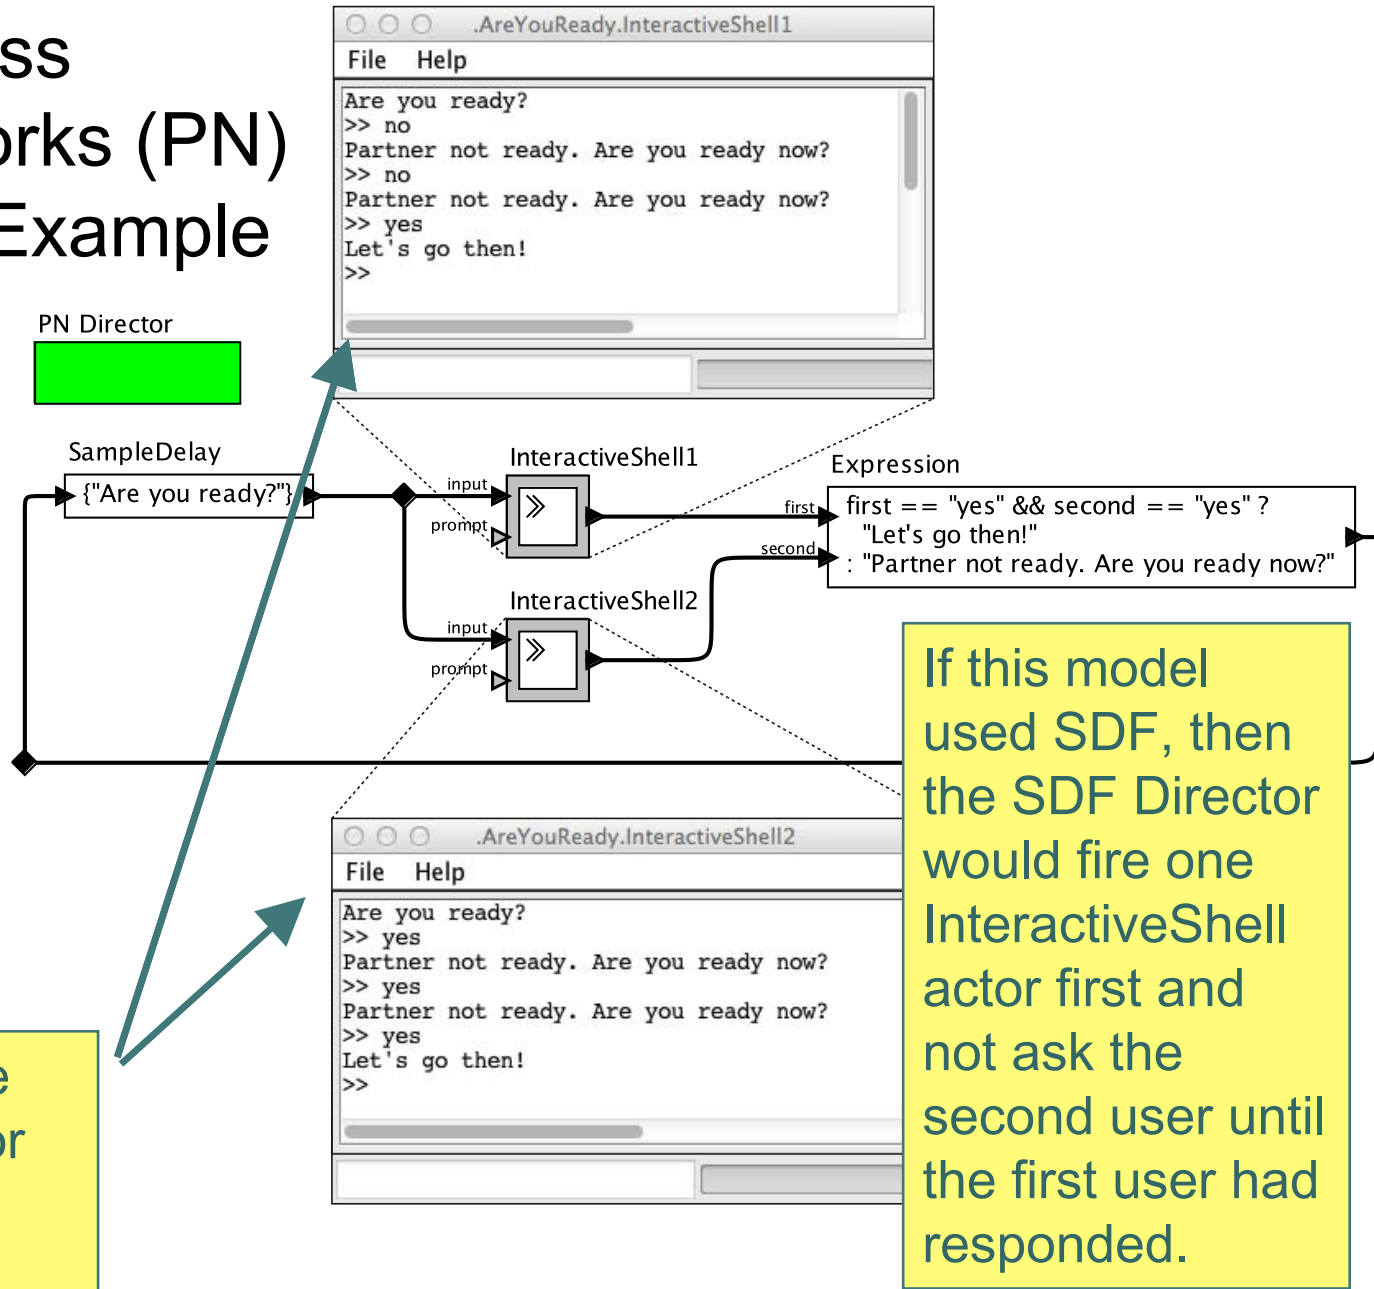 ss
orks (PN)
Example
.AreYouReady.InteractiveShell1
File Help
Are you ready?
>> no
Partner not ready. Are you ready now?
>> no
Partner not ready. Are you ready now?
>> yes
Let's go then!
>>
PN Director
SampleDelay
{"Are you ready?"}
InteractiveShell1
input
prompt
Expression
first
second
first == "yes" && second == "yes" ?
"Let's go then!"
: "Partner not ready. Are you ready now?"
InteractiveShell2
input
prompt
.AreYouReady.InteractiveShell2
File Help
Are you ready?
>> yes
Partner not ready. Are you ready now?
>> yes
Partner not ready. Are you ready now?
>> yes
Let's go then!
>>
e
or
If this model
used SDF, then
the SDF Director
would fire one
InteractiveShell
actor first and
not ask the
second user until
the first user had
responded.